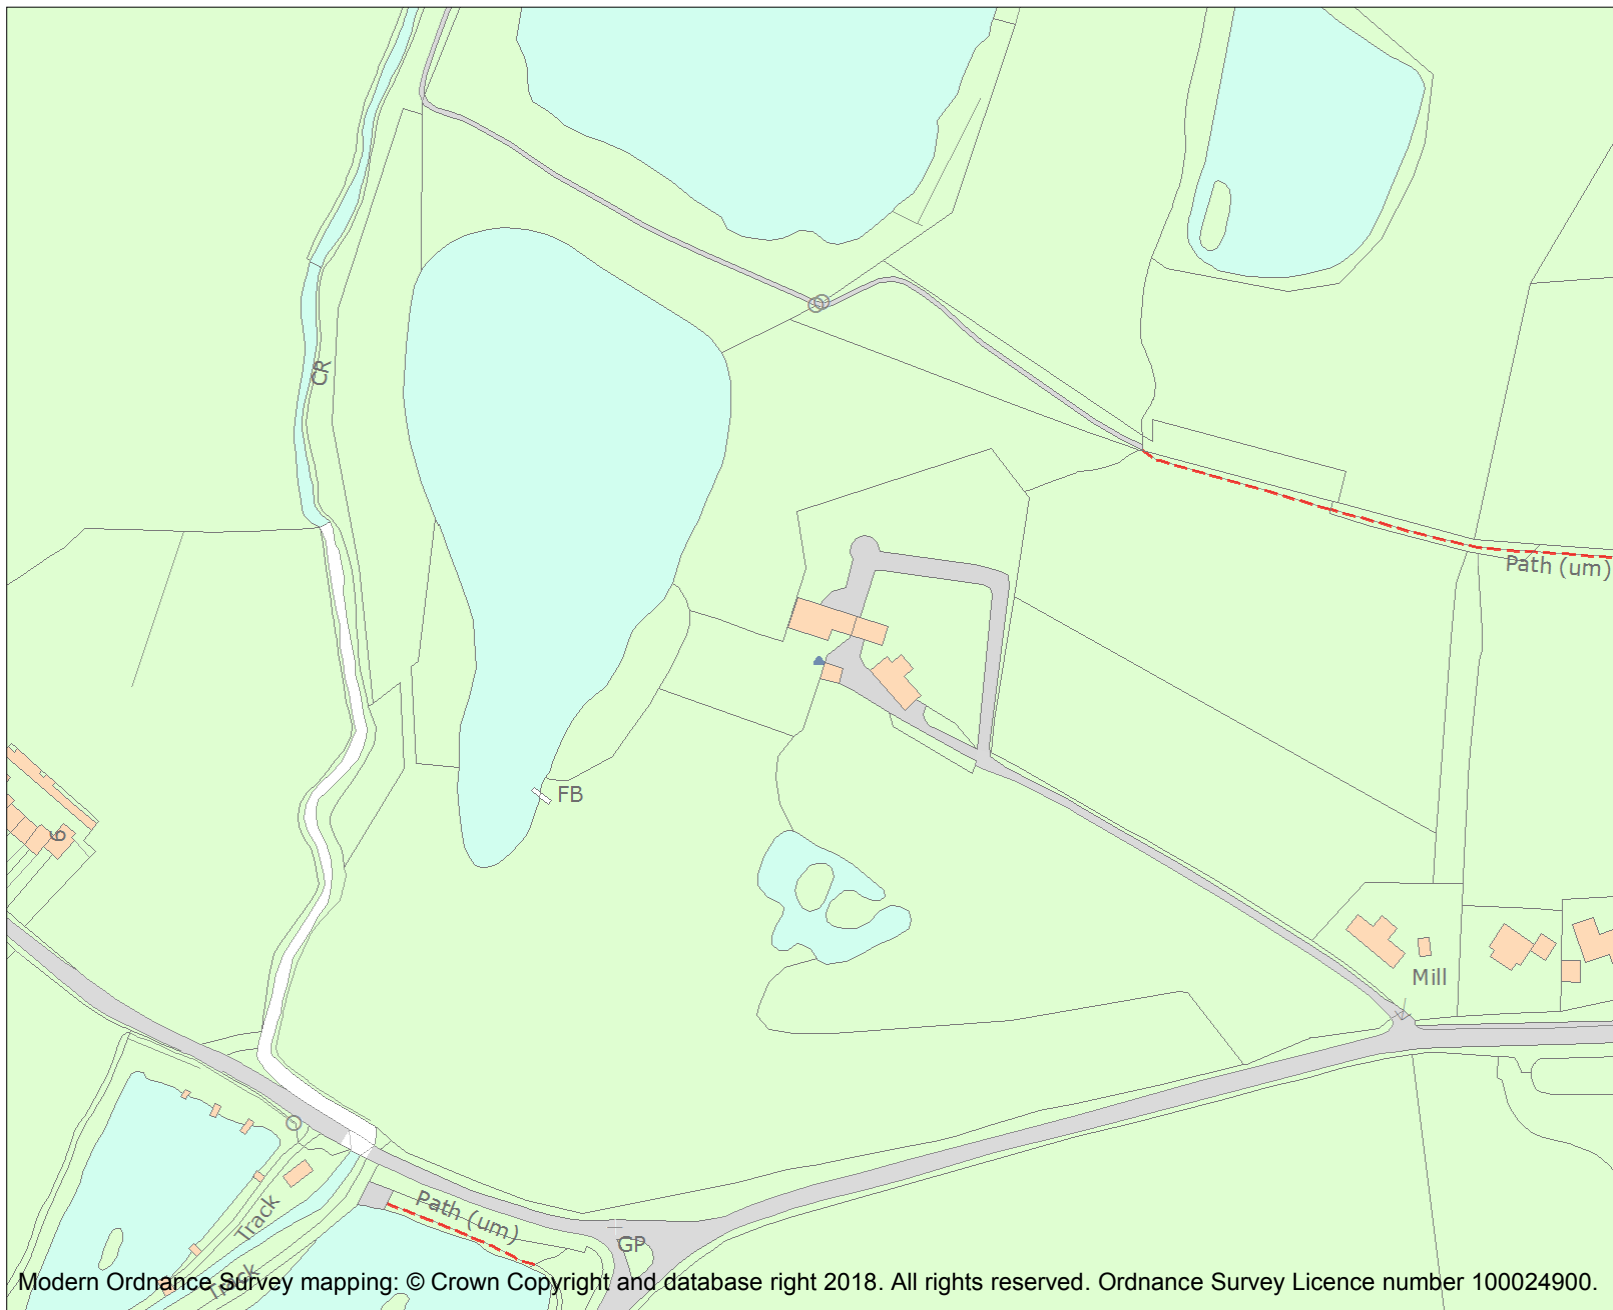 CR
Path (um)
FB
6
Mill
Path (um)
Track
GP
Track
Modern Ordnance Survey mapping: © Crown Copyright and database right 2018. All rights reserved. Ordnance Survey Licence number 100024900.